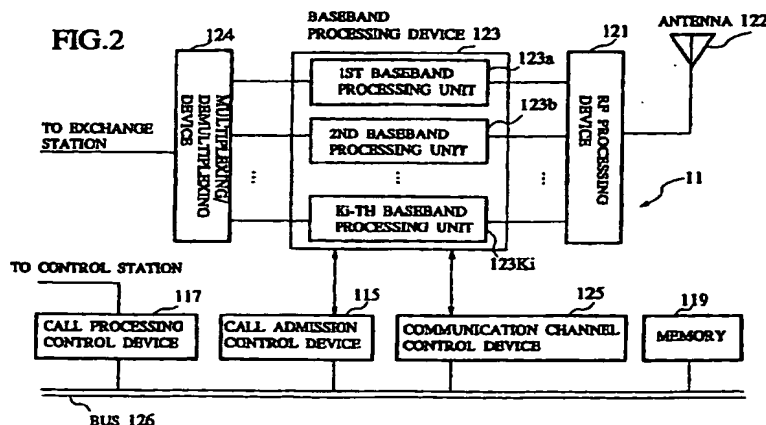 FIG.2
124
BASEBAND
PROCESSING DEVICE 123
121
ANTENNA
122
123a
1ST BASEBAND
PROCESSING UNIT
123b
2ND BASEBAND
PROCESSING UNIT
...
...
...
Ki-TH BASEBAND
PROCESSING UNIT
123Ki
MULTIPLEXING/
DEMULTIPLEXING
DEVICE
RP PROCESSING
DEVICE
TO EXCHANGE
STATION
11
TO CONTROL STATION
117
115
125
119
CALL PROCESSING
CONTROL DEVICE
CALL ADMISSION
CONTROL DEVICE
COMMUNICATION CHANNEL
CONTROL DEVICE
MEMORY
BUS 126